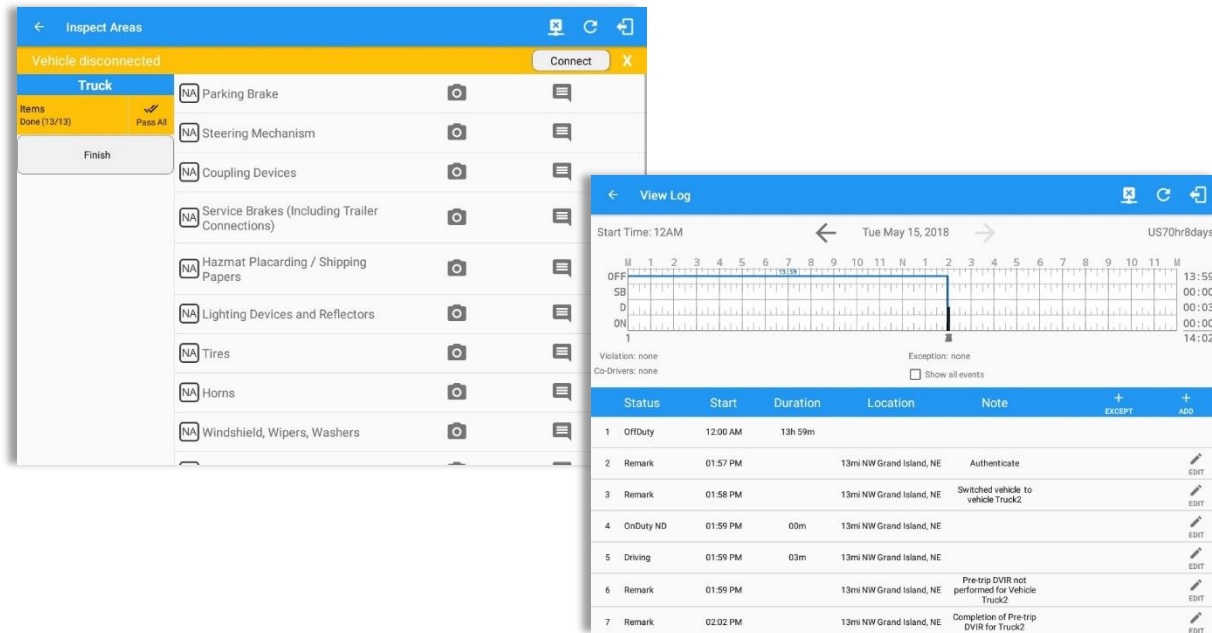 Inspect Areas
Vehicle disconnected
Connect
X
Truck
Items
Done (13/13)
Pass All
Finish
NA Parking Brake
NA Steering Mechanism
NA Coupling Devices
NA Service Brakes (Including Trailer
Connections)
NA Hazmat Placarding / Shipping
Papers
NA Lighting Devices and Reflectors
NA Tires
NA Horns
NA Windshield, Wipers, Washers
View Log
Start Time: 12AM
Tue May 15, 2018
US70hr8days
M 1 2 3 4 5 6 7 8 9 10 11 N 1 2 3 4 5 6 7 8 9 10 11 M
OFF 13:59 13:59
SB 00:00
D 00:03
ON 00:00
1 14:02
Violation: none
Exception: none
Co-Drivers: none
Show all events
Status Start Duration Location Note + EXCEPT + ADD
1 OffDuty 12:00 AM 13h 59m
2 Remark 01:57 PM 13mi NW Grand Island, NE Authenticate EDIT
3 Remark 01:58 PM 13mi NW Grand Island, NE Switched vehicle to
vehicle Truck2 EDIT
4 OnDuty ND 01:59 PM 00m 13mi NW Grand Island, NE EDIT
5 Driving 01:59 PM 03m 13mi NW Grand Island, NE EDIT
6 Remark 01:59 PM 13mi NW Grand Island, NE Pre-trip DVIR not
performed for Vehicle
Truck2 EDIT
7 Remark 02:02 PM 13mi NW Grand Island, NE Completion of Pre-trip
DVIR for Truck2 EDIT